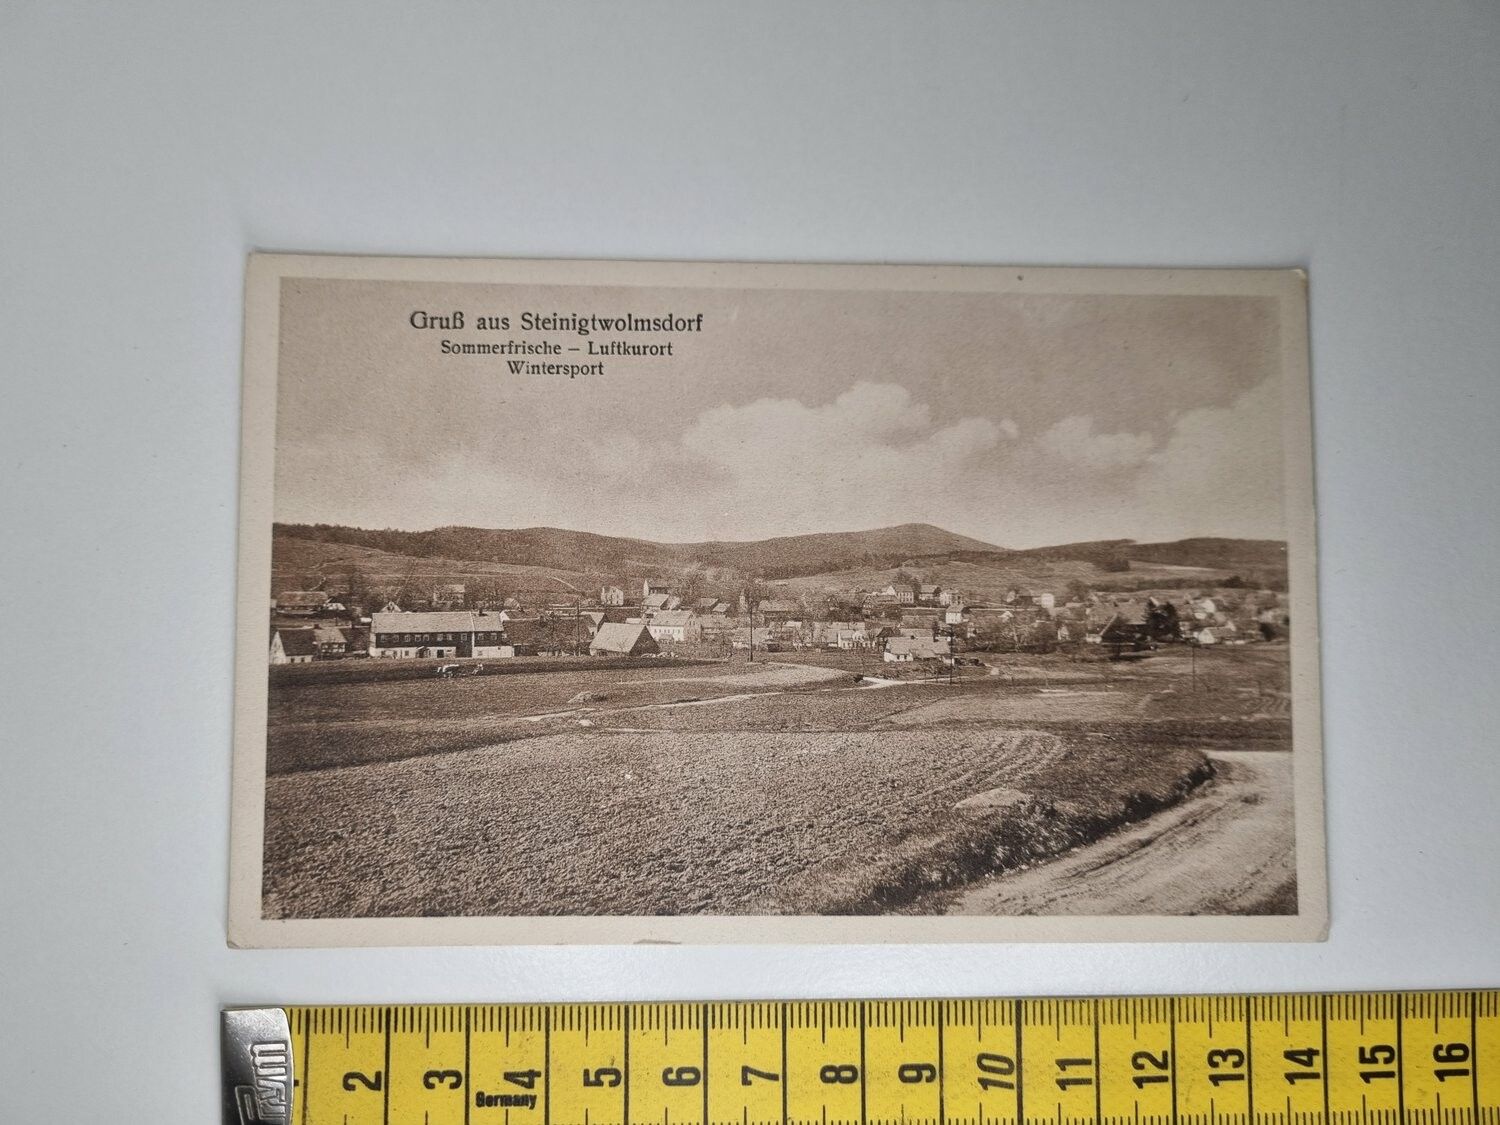 Gruß aus Steinigtwolmsdorf
Sommerfrische – Luftkurort
Wintersport
2 3 4 5 6 7 8 9 10 11 12 13 14 15 16
Germany